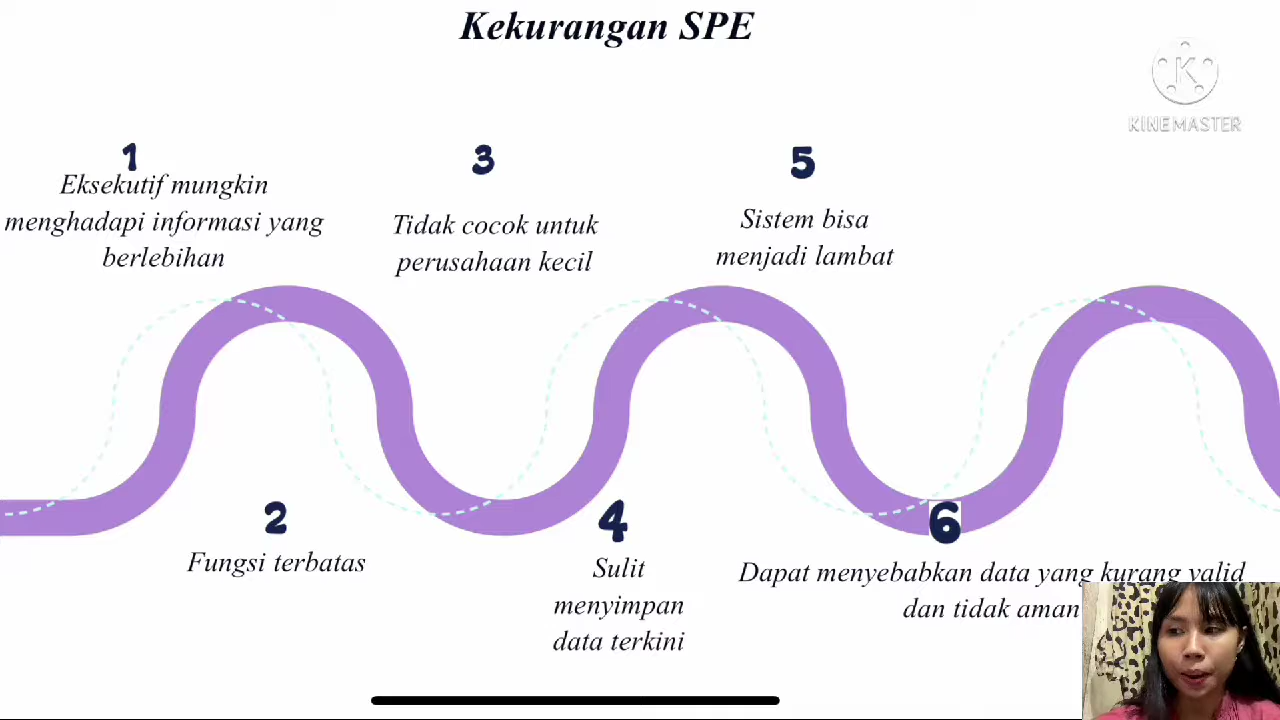 Kekurangan SPE
KINEMASTER
1
Eksekutif mungkin
menghadapi informasi yang
berlebihan
2
Fungsi terbatas
3
Tidak cocok untuk
perusahaan kecil
4
Sulit
menyimpan
data terkini
5
Sistem bisa
menjadi lambat
6
Dapat menyebabkan data yang kurang valid
dan tidak aman